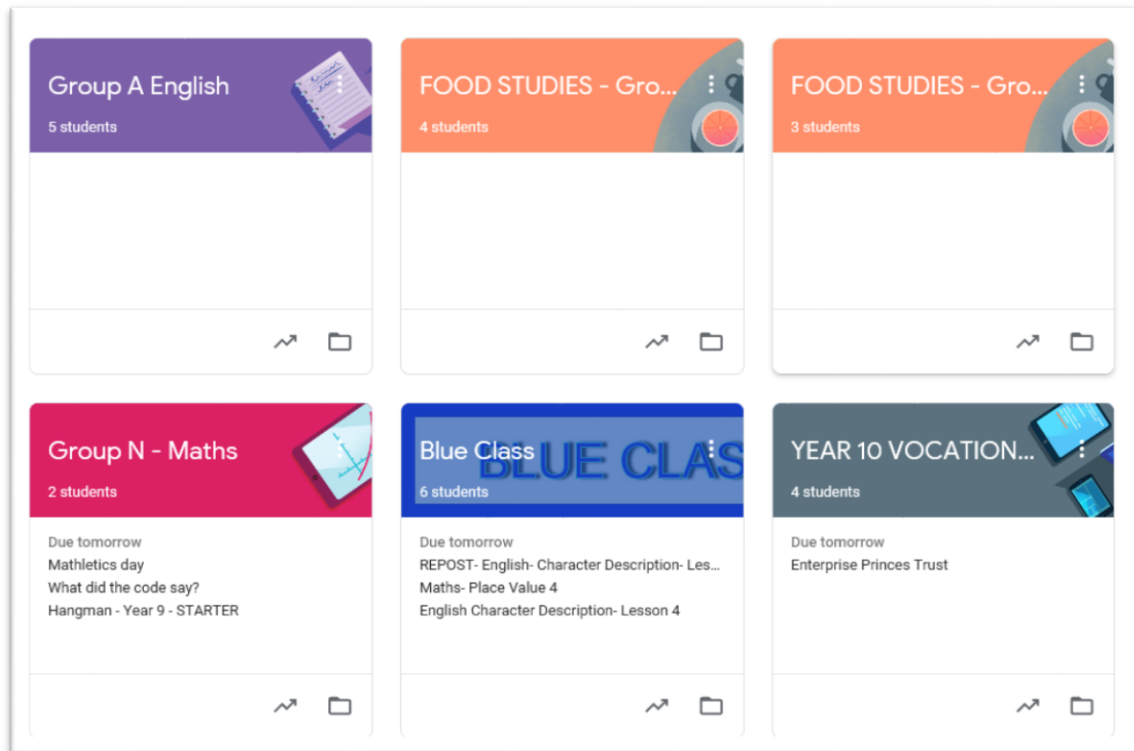 Group A English
5 students
FOOD STUDIES - Gro...
4 students
FOOD STUDIES - Gro...
3 students
Group N - Maths
2 students
Due tomorrow
Mathletics day
What did the code say?
Hangman - Year 9 - STARTER
Blue Class
BLUE CLAS
6 students
Due tomorrow
REPOST- English- Character Description- Les...
Maths- Place Value 4
English Character Description- Lesson 4
YEAR 10 VOCATION...
4 students
Due tomorrow
Enterprise Princes Trust